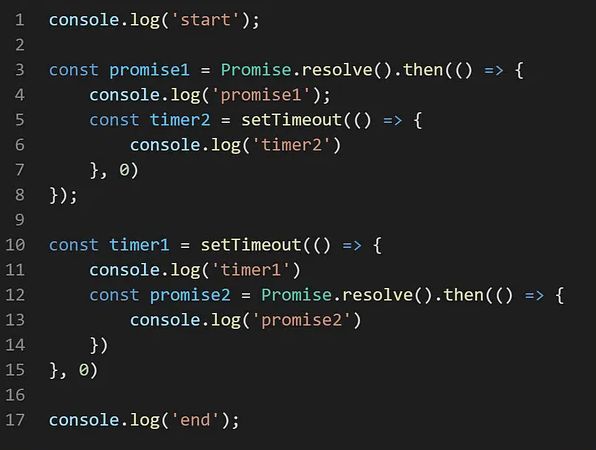 1 console.log('start');
2
3 const promise1 = Promise.resolve().then(() => {
4     console.log('promise1');
5     const timer2 = setTimeout(() => {
6         console.log('timer2')
7     }, 0)
8 });
9
10 const timer1 = setTimeout(() => {
11     console.log('timer1')
12     const promise2 = Promise.resolve().then(() => {
13         console.log('promise2')
14     })
15 }, 0)
16
17 console.log('end');